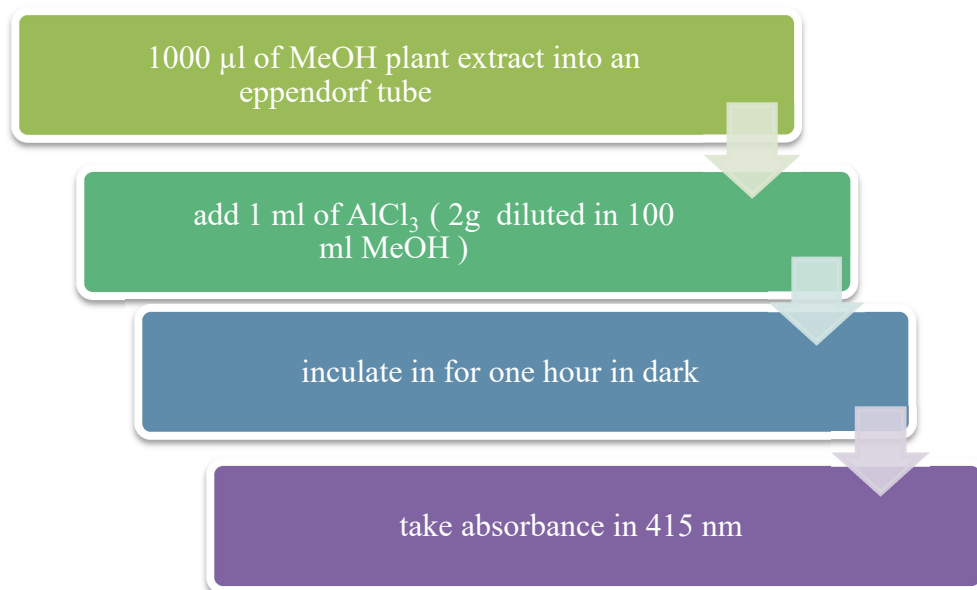 1000 µl of MeOH plant extract into an
eppendorf tube
add 1 ml of AlCl₃ ( 2g  diluted in 100
ml MeOH )
inculate in for one hour in dark
take absorbance in 415 nm